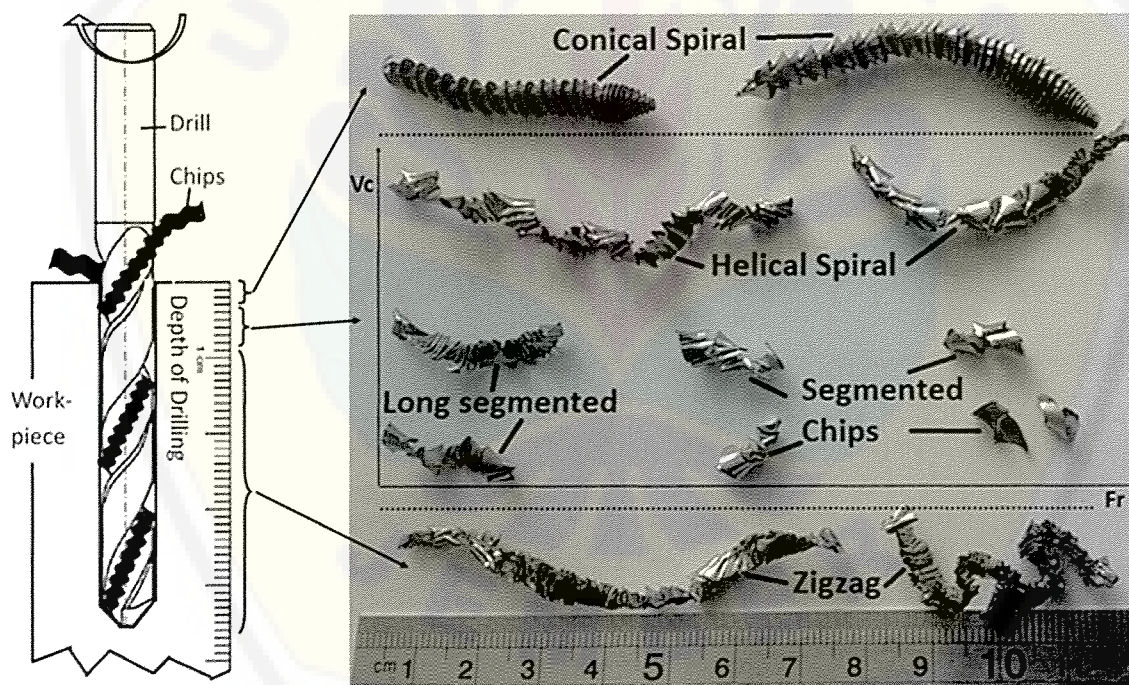 Drill
Chips
Work-
piece
Depth of Drilling
1 cms
Conical Spiral
Vc
Helical Spiral
Long segmented
Segmented
Chips
Fr
Zigzag
cm 1 2 3 4 5 6 7 8 9 10